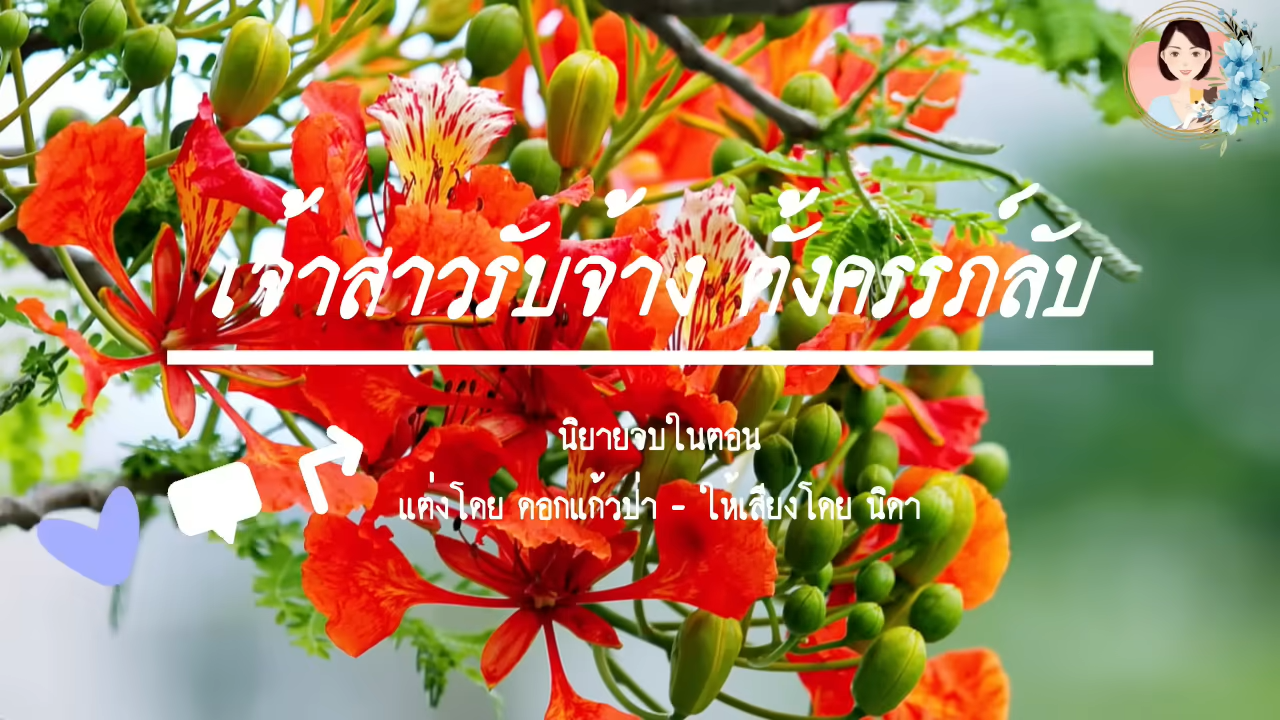 เจ้าสาวรับจ้าง ตั้งครรภ์ลับ
นิยายจบในตอน
แต่งโดย ดอกแก้วป่า - ให้เสียงโดย นิดา